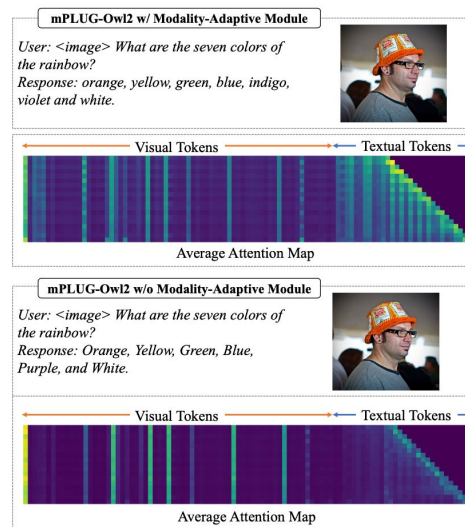 mPLUG-Owl2 w/ Modality-Adaptive Module
User: <image> What are the seven colors of
the rainbow?
Response: orange, yellow, green, blue, indigo,
violet and white.
Visual Tokens
Textual Tokens
Average Attention Map
mPLUG-Owl2 w/o Modality-Adaptive Module
User: <image> What are the seven colors of
the rainbow?
Response: Orange, Yellow, Green, Blue,
Purple, and White.
Visual Tokens
Textual Tokens
Average Attention Map